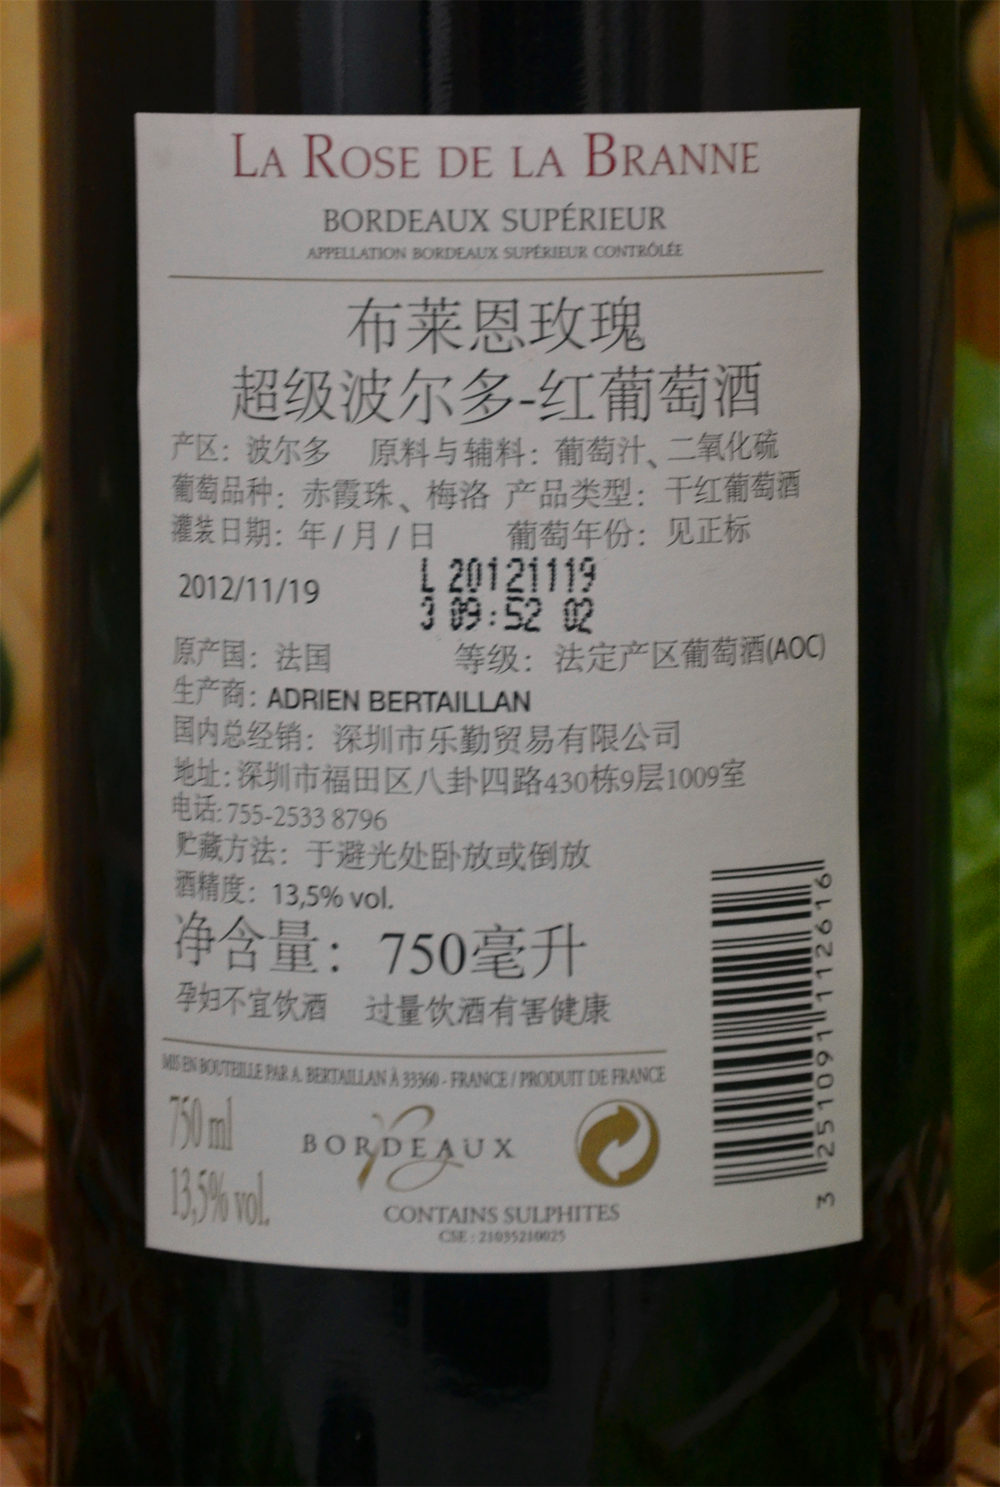 LA ROSE DE LA BRANNE
BORDEAUX SUPÉRIEUR
APPELLATION BORDEAUX SUPÉRIEUR CONTRÔLÉE
布莱恩玫瑰
超级波尔多-红葡萄酒
产区：波尔多 原料与辅料：葡萄汁、二氧化硫
葡萄品种：赤霞珠、梅洛 产品类型：干红葡萄酒
灌装日期：年/月/日 葡萄年份：见正标
2012/11/19 L 20121119
3 09:52 02
原产国：法国 等级：法定产区葡萄酒(AOC)
生产商：ADRIEN BERTAILLAN
国内总经销：深圳市乐勤贸易有限公司
地址：深圳市福田区八卦四路430栋9层1009室
电话：755-2533 8796
贮藏方法：于避光处卧放或倒放
酒精度：13,5% vol.
净含量：750毫升
孕妇不宜饮酒 过量饮酒有害健康
MIS EN BOUTEILLE PAR A. BERTAILLAN À 33360 - FRANCE / PRODUIT DE FRANCE
750 ml
BORDEAUX
13,5% vol.
CONTAINS SULPHITES
CSE : 21035210025
3 251091 112616